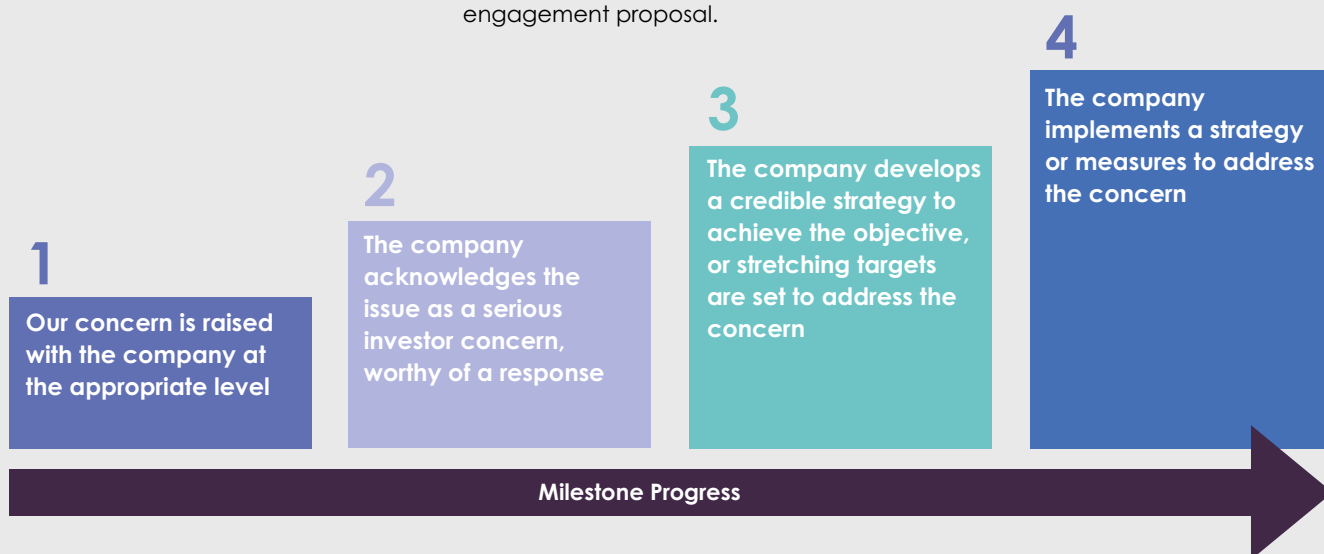 engagement proposal.
1
Our concern is raised
with the company at
the appropriate level
2
The company
acknowledges the
issue as a serious
investor concern,
worthy of a response
3
The company develops
a credible strategy to
achieve the objective,
or stretching targets
are set to address the
concern
4
The company
implements a strategy
or measures to address
the concern
Milestone Progress